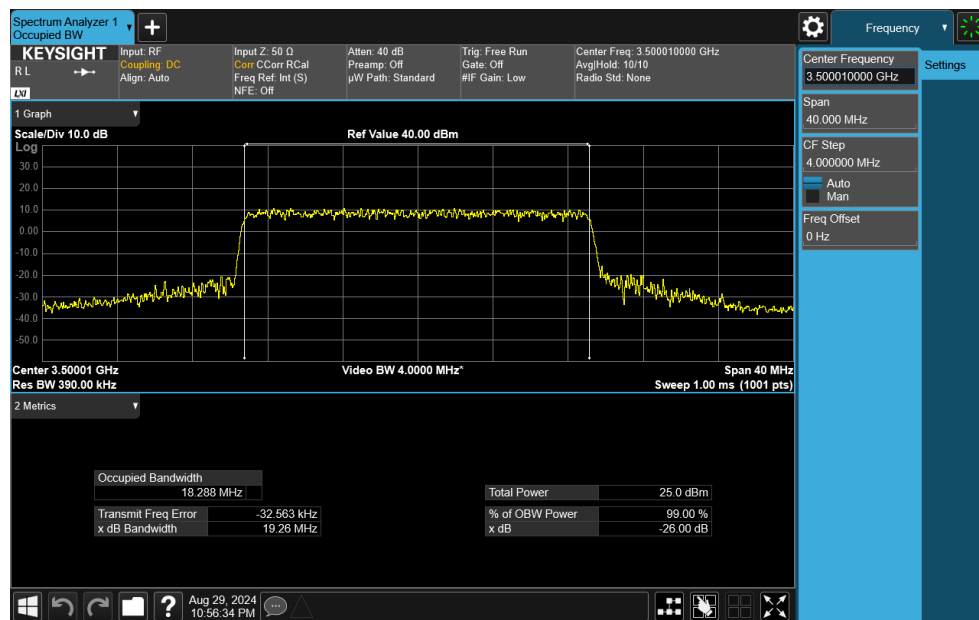 Spectrum Analyzer 1
Occupied BW
Frequency
KEYSIGHT
R L
LXI
Input: RF
Coupling: DC
Align: Auto
Input Z: 50 Ω
Corr CCorr RCal
Freq Ref: Int (S)
NFE: Off
Atten: 40 dB
Preamp: Off
µW Path: Standard
Trig: Free Run
Gate: Off
#IF Gain: Low
Center Freq: 3.500010000 GHz
Avg|Hold: 10/10
Radio Std: None
Center Frequency
3.500010000 GHz
Settings
Span
40.000 MHz
CF Step
4.000000 MHz
Auto
Man
Freq Offset
0 Hz
1 Graph
Scale/Div 10.0 dB
Ref Value 40.00 dBm
Log
30.0
20.0
10.0
0.00
-10.0
-20.0
-30.0
-40.0
-50.0
Center 3.50001 GHz
Video BW 4.0000 MHz*
Span 40 MHz
Res BW 390.00 kHz
Sweep 1.00 ms (1001 pts)
2 Metrics
Occupied Bandwidth
18.288 MHz
Total Power 25.0 dBm
Transmit Freq Error -32.563 kHz
% of OBW Power 99.00 %
x dB Bandwidth 19.26 MHz
x dB -26.00 dB
?
Aug 29, 2024
10:56:34 PM